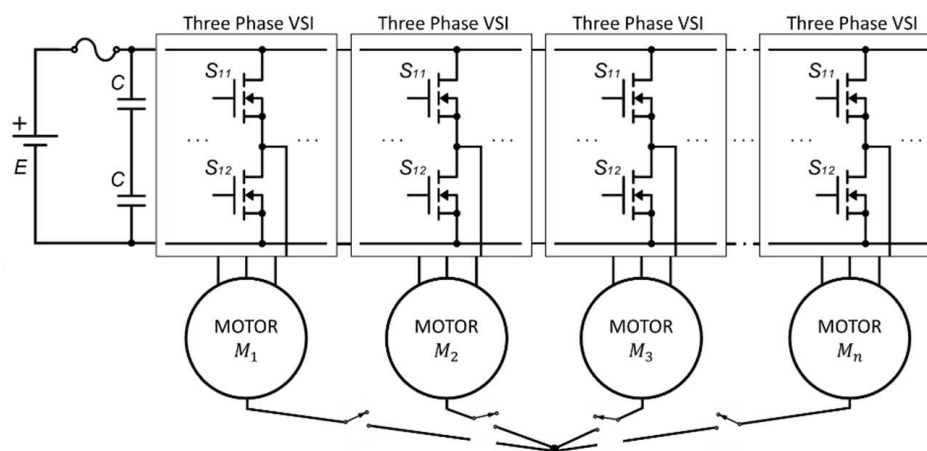 Three Phase VSI Three Phase VSI Three Phase VSI Three Phase VSI
S11 S11 S11 S11
C
+
... ... ... ... ... ...
E
C
S12 S12 S12 S12
MOTOR MOTOR MOTOR MOTOR
M1 M2 M3 Mn